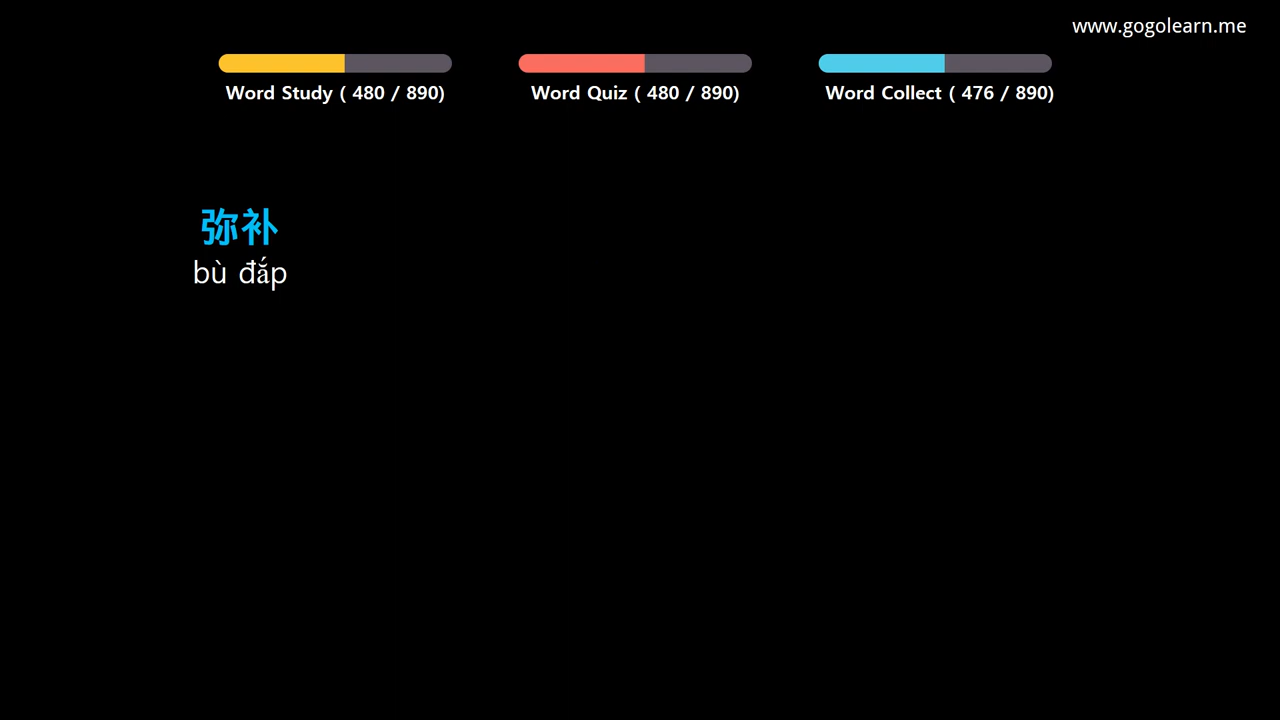 www.gogolearn.me
Word Study ( 480 / 890)
Word Quiz ( 480 / 890)
Word Collect ( 476 / 890)
弥补
bù đắp